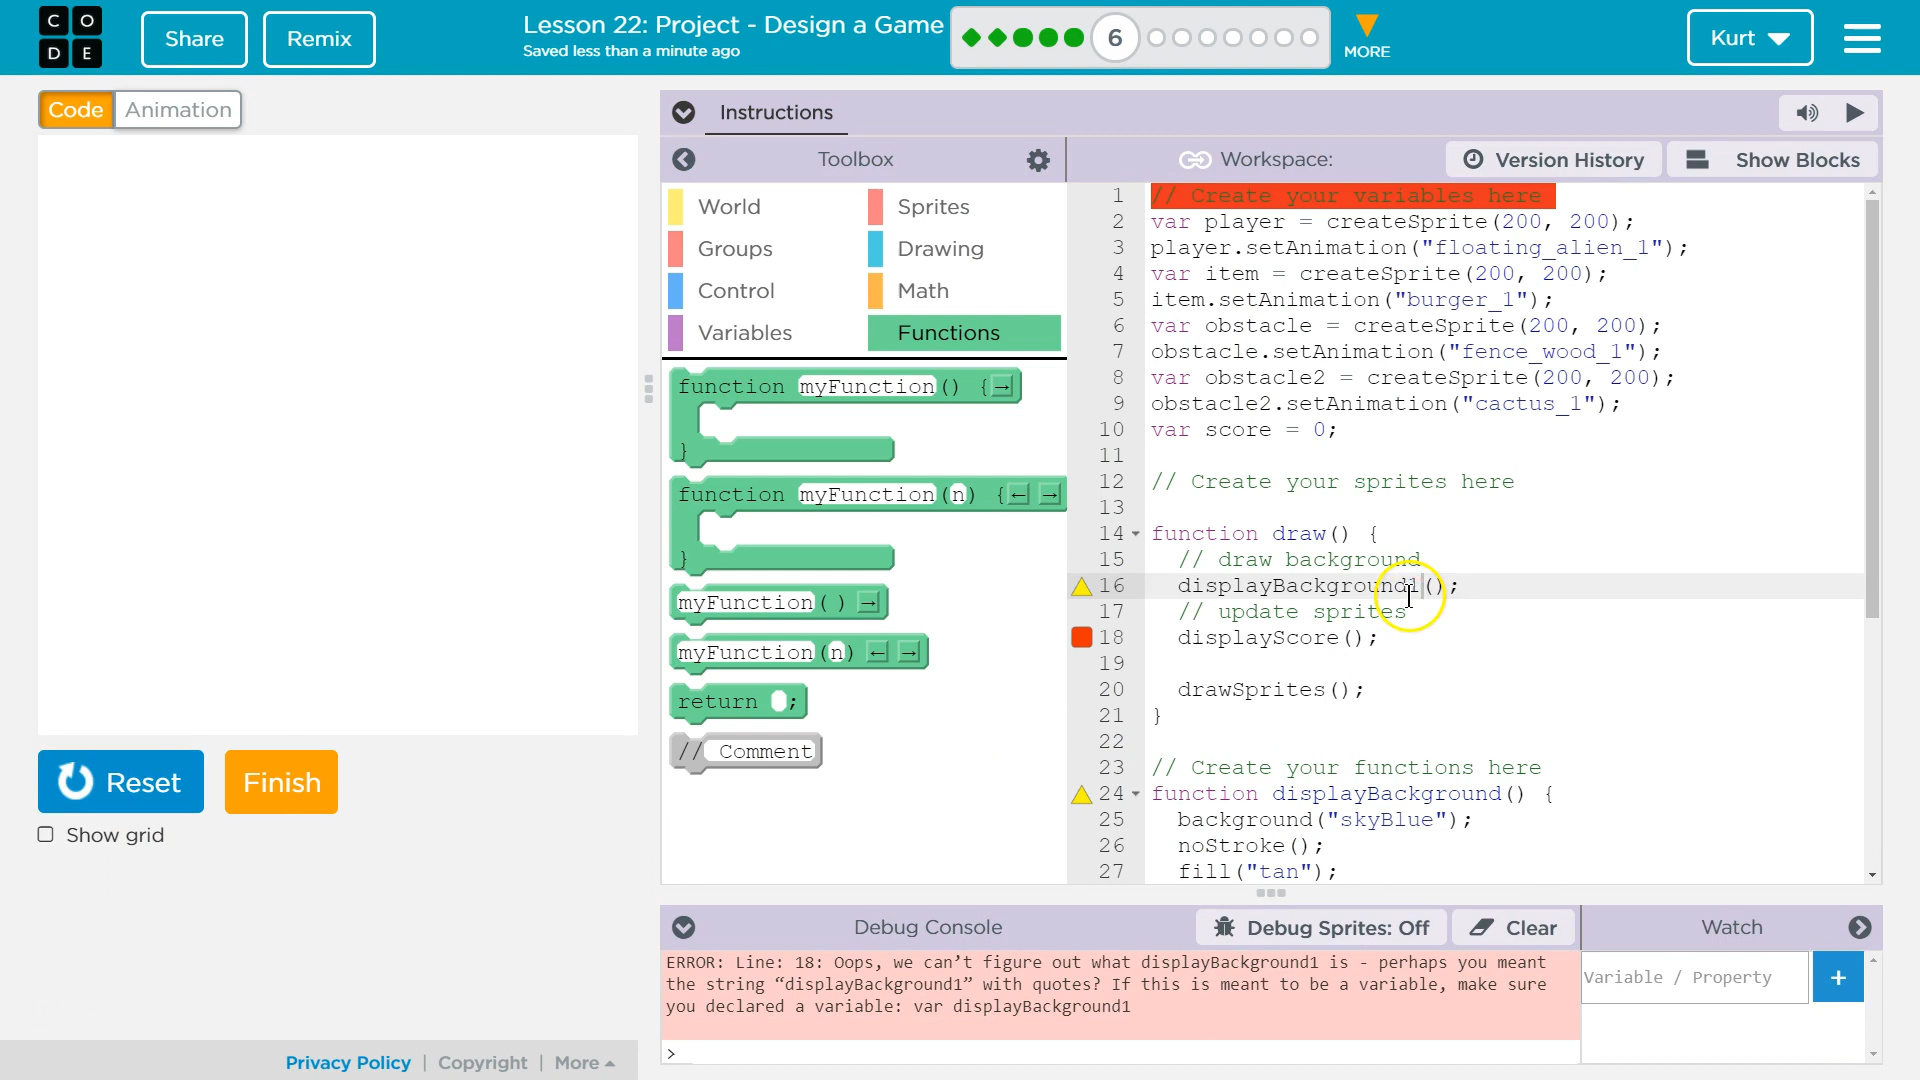 C O
D E
Share
Remix
Lesson 22: Project - Design a Game
Saved less than a minute ago
6
MORE
Kurt
Code
Animation
Instructions
Toolbox
Workspace:
Version History
Show Blocks
World
Sprites
Groups
Drawing
Control
Math
Variables
Functions
function myFunction() {→
}
function myFunction(n) {← →
}
myFunction() →
myFunction(n) ← →
return ;
// Comment
1 // Create your variables here
2 var player = createSprite(200, 200);
3 player.setAnimation("floating_alien_1");
4 var item = createSprite(200, 200);
5 item.setAnimation("burger_1");
6 var obstacle = createSprite(200, 200);
7 obstacle.setAnimation("fence_wood_1");
8 var obstacle2 = createSprite(200, 200);
9 obstacle2.setAnimation("cactus_1");
10 var score = 0;
11
12 // Create your sprites here
13
14 function draw() {
15 // draw background
16 displayBackground1();
17 // update sprites
18 displayScore();
19
20 drawSprites();
21 }
22
23 // Create your functions here
24 function displayBackground() {
25 background("skyBlue");
26 noStroke();
27 fill("tan");
Reset
Finish
Show grid
Debug Console
Debug Sprites: Off
Clear
Watch
ERROR: Line: 18: Oops, we can't figure out what displayBackground1 is - perhaps you meant
the string "displayBackground1" with quotes? If this is meant to be a variable, make sure
you declared a variable: var displayBackground1
>
Variable / Property
+
Privacy Policy | Copyright | More